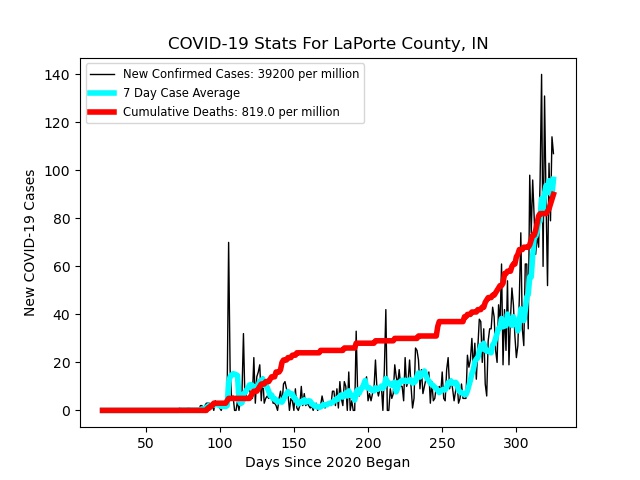 COVID-19 Stats For LaPorte County, IN
New Confirmed Cases: 39200 per million
7 Day Case Average
Cumulative Deaths: 819.0 per million
140
120
100
80
60
40
20
0
New COVID-19 Cases
50 100 150 200 250 300
Days Since 2020 Began